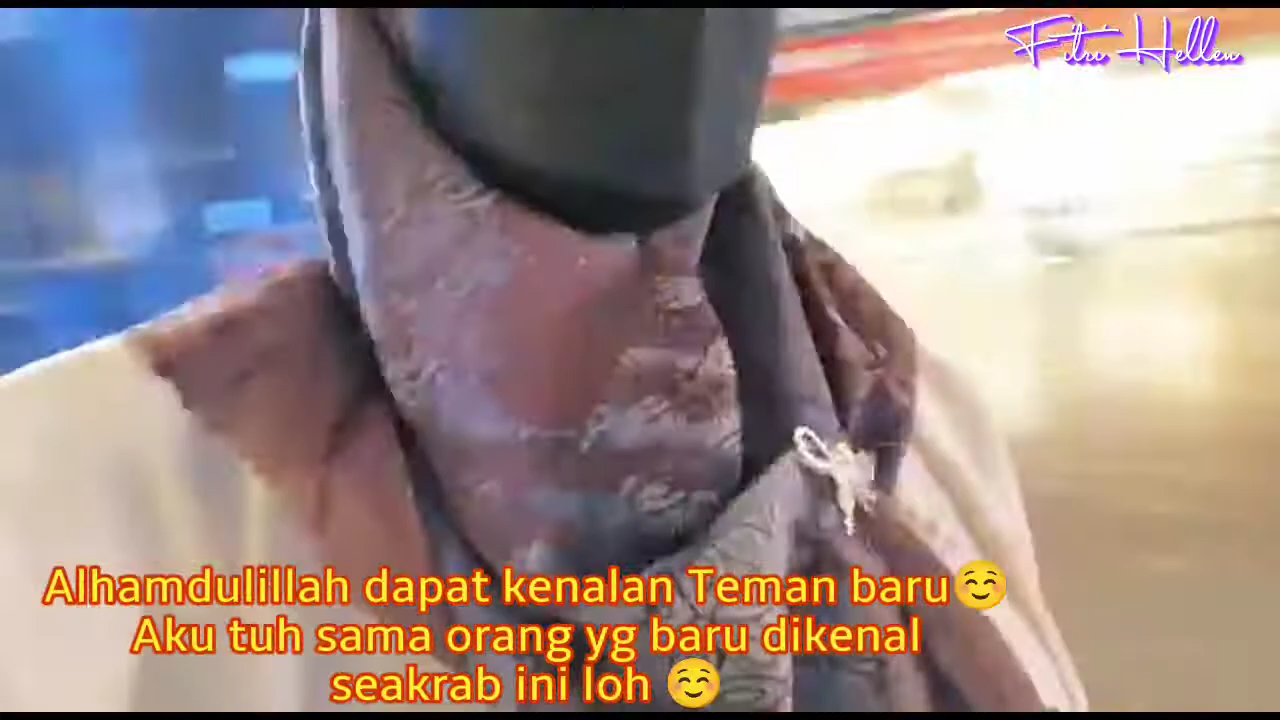 Fitri Hellen
Alhamdulillah dapat kenalan Teman baru☺️
Aku tuh sama orang yg baru dikenal
seakrab ini loh ☺️